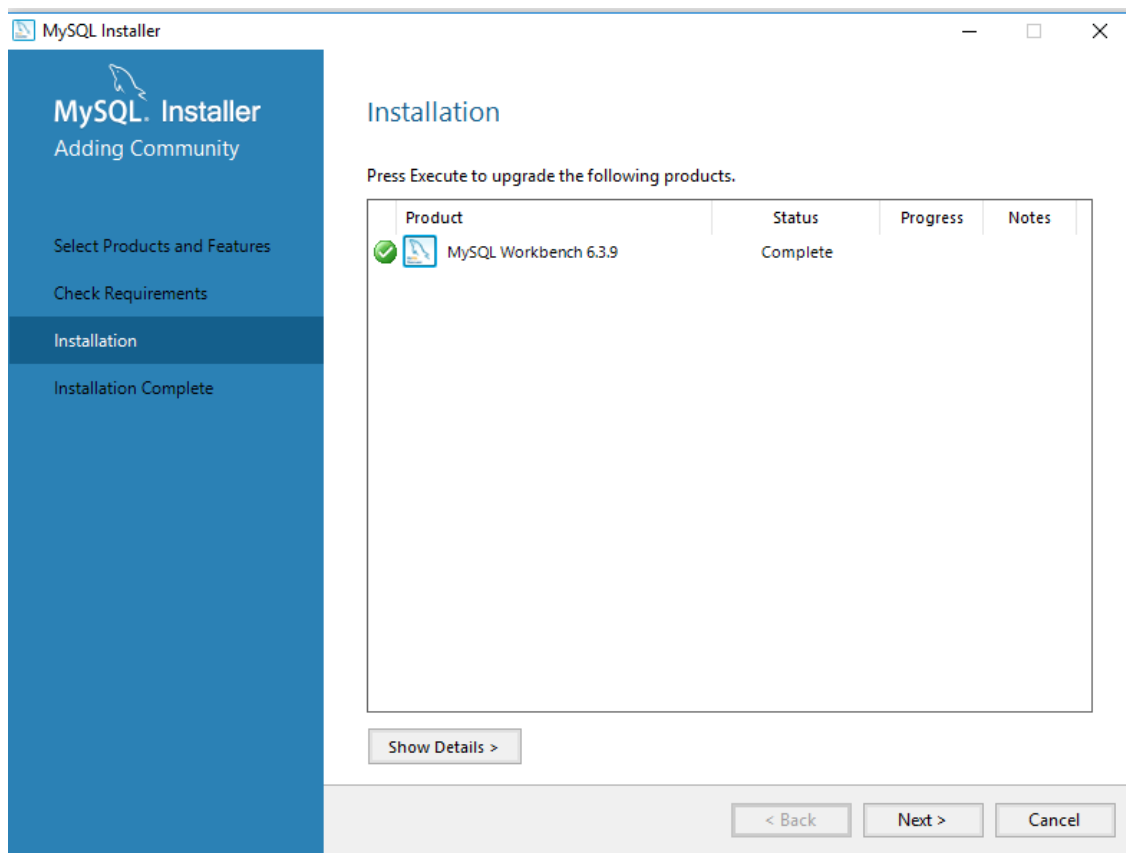 MySQL Installer
MySQL. Installer
Adding Community
Select Products and Features
Check Requirements
Installation
Installation Complete
Installation
Press Execute to upgrade the following products.
Product Status Progress Notes
MySQL Workbench 6.3.9 Complete
Show Details >
< Back Next > Cancel